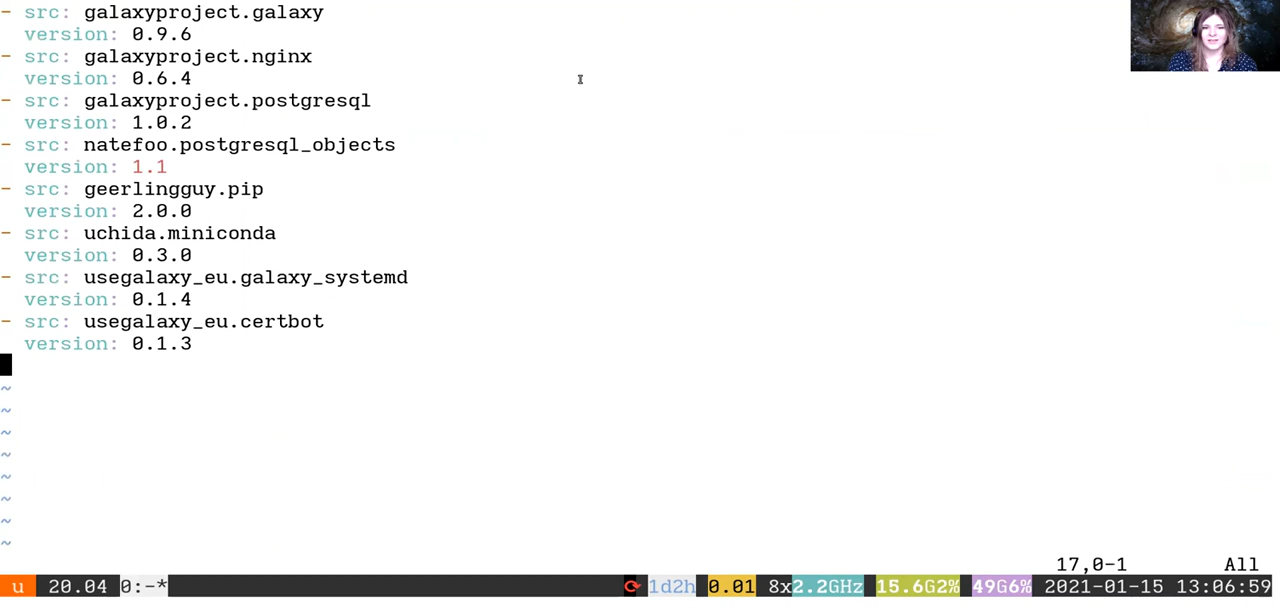 - src: galaxyproject.galaxy
version: 0.9.6
- src: galaxyproject.nginx
version: 0.6.4
- src: galaxyproject.postgresql
version: 1.0.2
- src: natefoo.postgresql_objects
version: 1.1
- src: geerlingguy.pip
version: 2.0.0
- src: uchida.miniconda
version: 0.3.0
- src: usegalaxy_eu.galaxy_systemd
version: 0.1.4
- src: usegalaxy_eu.certbot
version: 0.1.3
~
~
~
~
~
~
~
~
17,0-1 All
u 20.04 0:-* ⟳ 1d2h 0.01 8x2.2GHz 15.6G2% 49G6% 2021-01-15 13:06:59